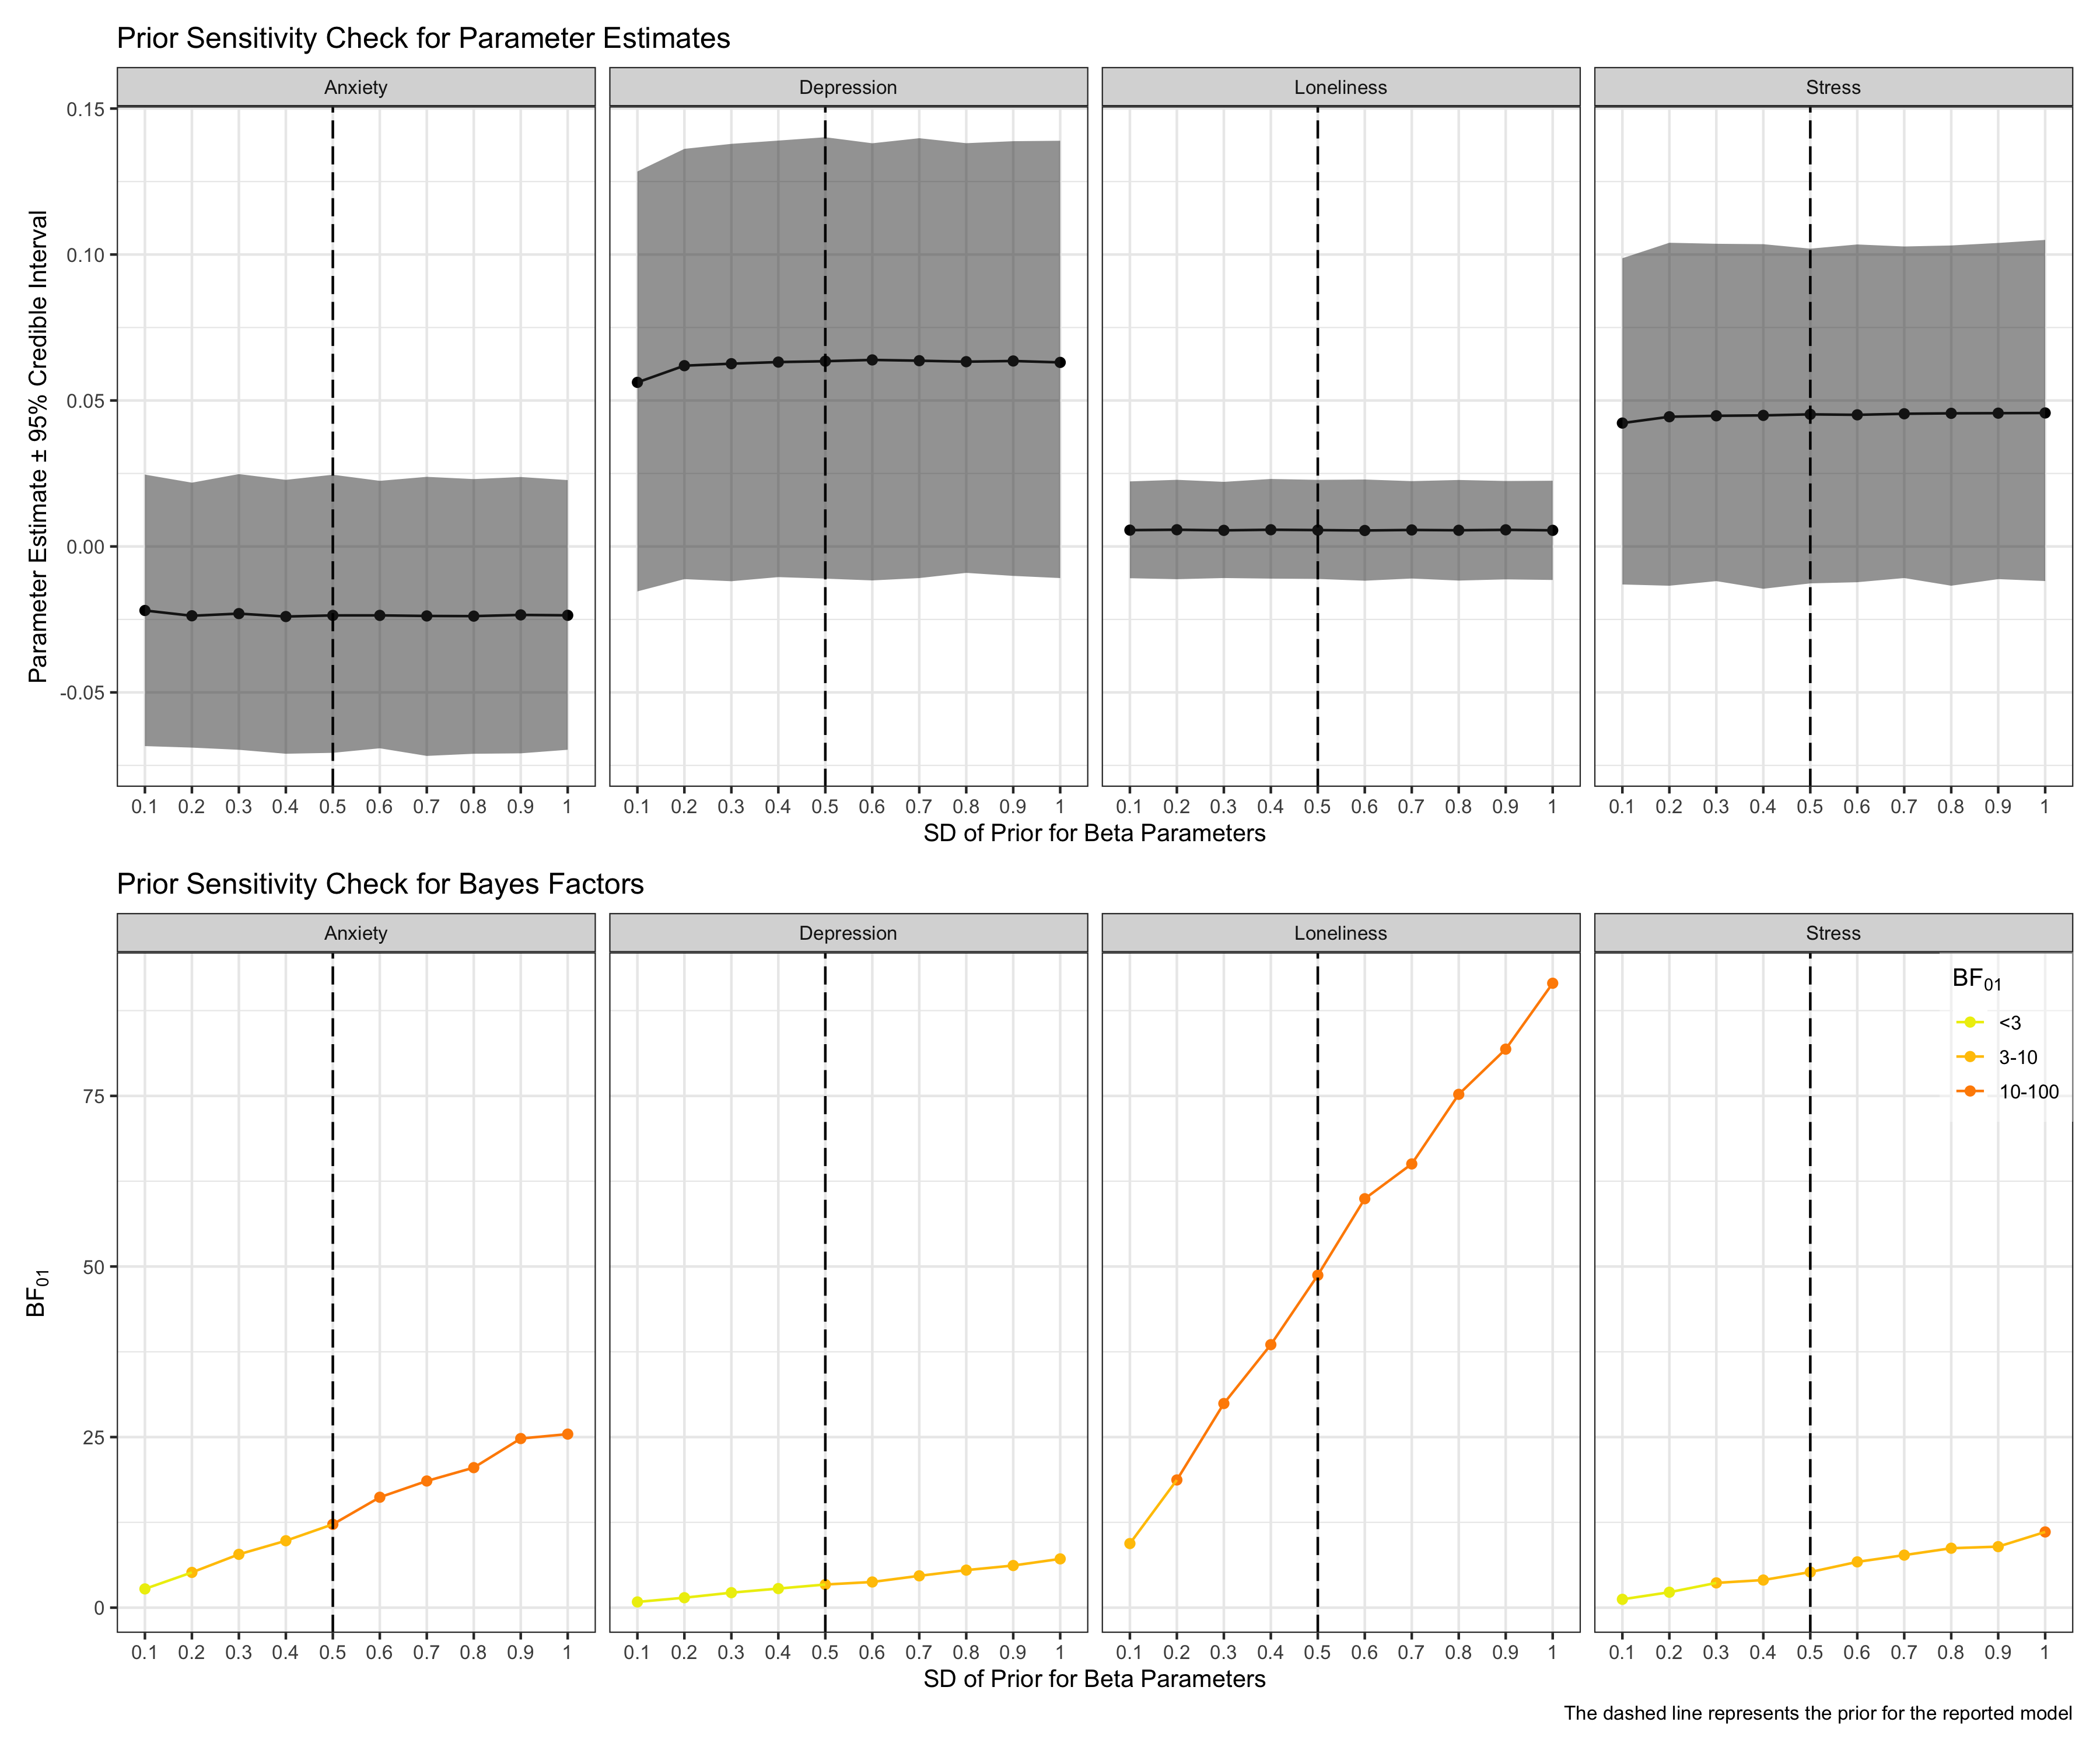 Prior Sensitivity Check for Parameter Estimates
Anxiety Depression Loneliness Stress
Parameter Estimate ± 95% Credible Interval
0.15
0.10
0.05
0.00
-0.05
0.1 0.2 0.3 0.4 0.5 0.6 0.7 0.8 0.9 1 0.1 0.2 0.3 0.4 0.5 0.6 0.7 0.8 0.9 1 0.1 0.2 0.3 0.4 0.5 0.6 0.7 0.8 0.9 1 0.1 0.2 0.3 0.4 0.5 0.6 0.7 0.8 0.9 1
SD of Prior for Beta Parameters
Prior Sensitivity Check for Bayes Factors
Anxiety Depression Loneliness Stress
BF01
<3
3-10
10-100
BF01
75
50
25
0
0.1 0.2 0.3 0.4 0.5 0.6 0.7 0.8 0.9 1 0.1 0.2 0.3 0.4 0.5 0.6 0.7 0.8 0.9 1 0.1 0.2 0.3 0.4 0.5 0.6 0.7 0.8 0.9 1 0.1 0.2 0.3 0.4 0.5 0.6 0.7 0.8 0.9 1
SD of Prior for Beta Parameters
The dashed line represents the prior for the reported model